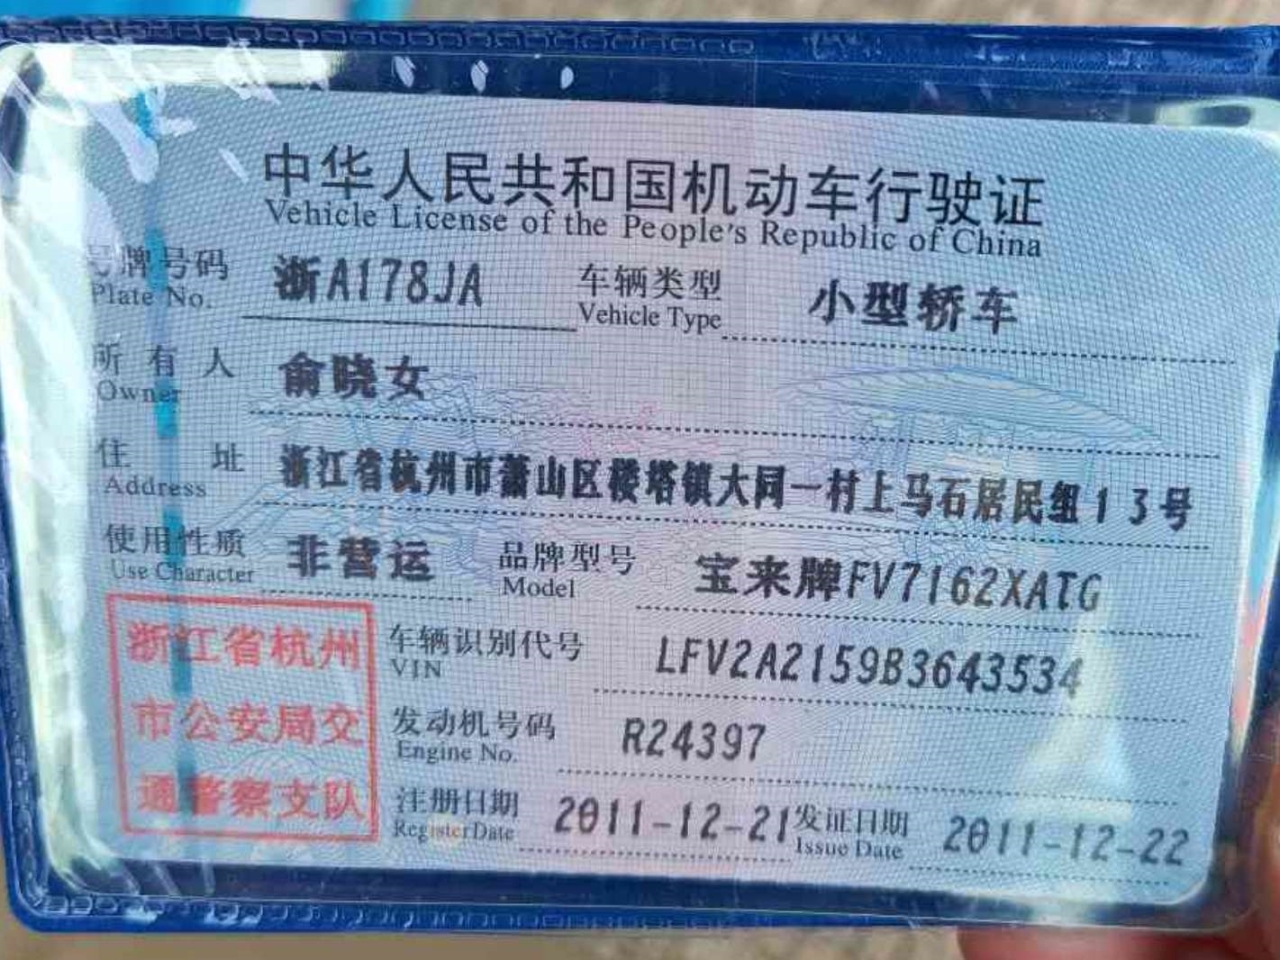 中华人民共和国机动车行驶证
Vehicle License of the People's Republic of China
号牌号码 浙A178JA 车辆类型 小型轿车
Plate No. Vehicle Type
所有人 俞晓女
Owner
住址 浙江省杭州市萧山区楼塔镇大同一村上马石居民组13号
Address
使用性质 非营运 品牌型号 宝来牌FV7162XATG
Use Character Model
浙江省杭州
市公安局交
通警察支队
车辆识别代号 LFV2A2159B3643534
VIN
发动机号码 R24397
Engine No.
注册日期 2011-12-21 发证日期 2011-12-22
Register Date Issue Date